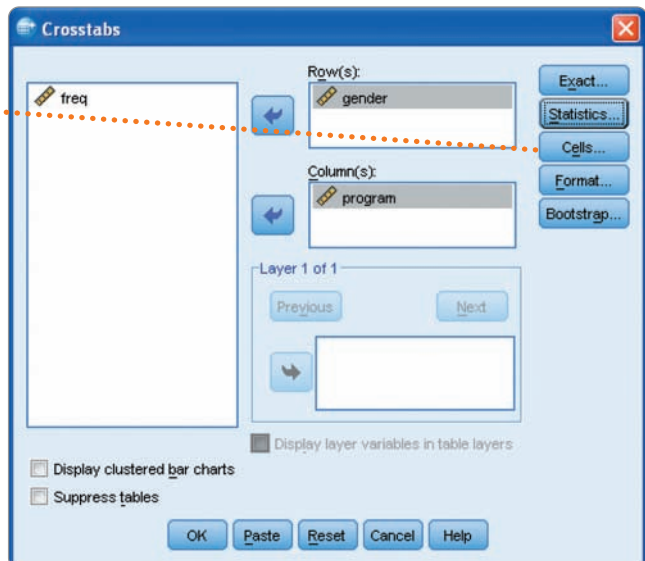 Crosstabs
freq
Row(s):
gender
Column(s):
program
Layer 1 of 1
Previous
Next
Display layer variables in table layers
Exact...
Statistics...
Cells...
Format...
Bootstrap...
Display clustered bar charts
Suppress tables
OK
Paste
Reset
Cancel
Help